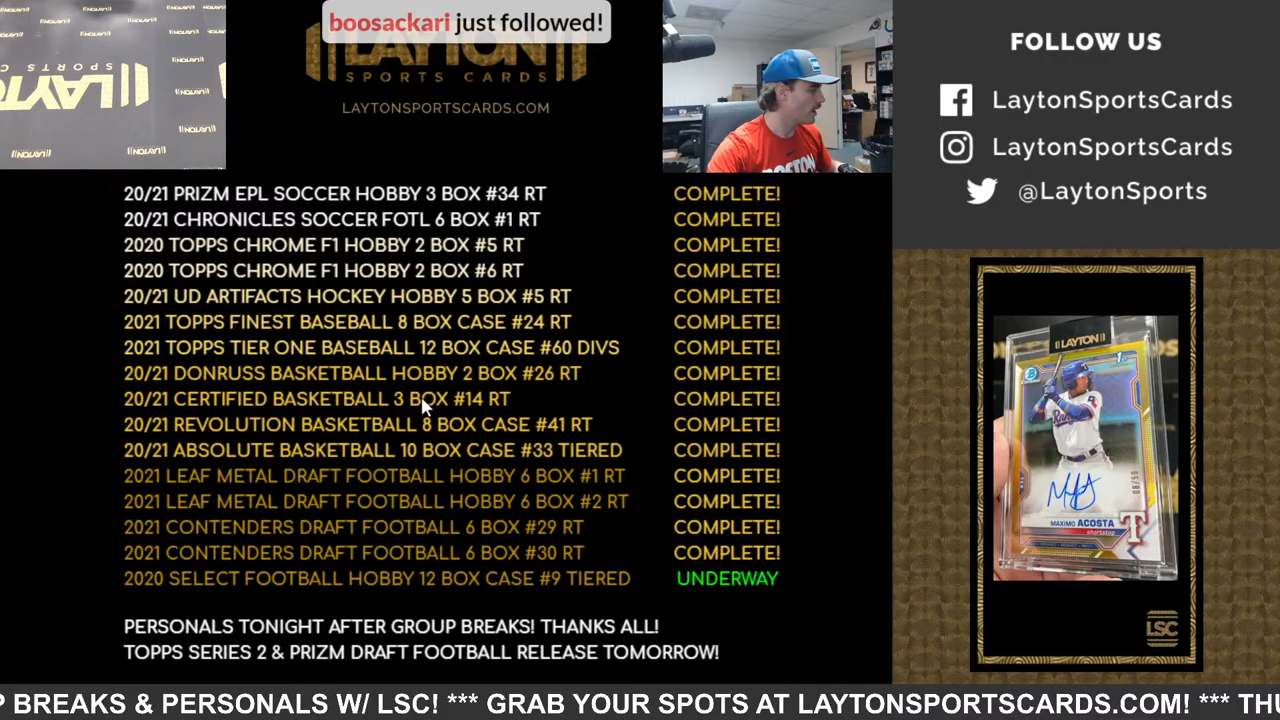 boosackari just followed!
LAYTON
SPORTS CARDS
LAYTONSPORTSCARDS.COM
20/21 PRIZM EPL SOCCER HOBBY 3 BOX #34 RT COMPLETE!
20/21 CHRONICLES SOCCER FOTL 6 BOX #1 RT COMPLETE!
2020 TOPPS CHROME F1 HOBBY 2 BOX #5 RT COMPLETE!
2020 TOPPS CHROME F1 HOBBY 2 BOX #6 RT COMPLETE!
20/21 UD ARTIFACTS HOCKEY HOBBY 5 BOX #5 RT COMPLETE!
2021 TOPPS FINEST BASEBALL 8 BOX CASE #24 RT COMPLETE!
2021 TOPPS TIER ONE BASEBALL 12 BOX CASE #60 DIVS COMPLETE!
20/21 DONRUSS BASKETBALL HOBBY 2 BOX #26 RT COMPLETE!
20/21 CERTIFIED BASKETBALL 3 BOX #14 RT COMPLETE!
20/21 REVOLUTION BASKETBALL 8 BOX CASE #41 RT COMPLETE!
20/21 ABSOLUTE BASKETBALL 10 BOX CASE #33 TIERED COMPLETE!
2021 LEAF METAL DRAFT FOOTBALL HOBBY 6 BOX #1 RT COMPLETE!
2021 LEAF METAL DRAFT FOOTBALL HOBBY 6 BOX #2 RT COMPLETE!
2021 CONTENDERS DRAFT FOOTBALL 6 BOX #29 RT COMPLETE!
2021 CONTENDERS DRAFT FOOTBALL 6 BOX #30 RT COMPLETE!
2020 SELECT FOOTBALL HOBBY 12 BOX CASE #9 TIERED UNDERWAY
PERSONALS TONIGHT AFTER GROUP BREAKS! THANKS ALL!
TOPPS SERIES 2 & PRIZM DRAFT FOOTBALL RELEASE TOMORROW!
FOLLOW US
LaytonSportsCards
LaytonSportsCards
@LaytonSports
LAYTON
1st
08/50
MAXIMO ACOSTA
shortstop
T
LSC
BOSTON
P BREAKS & PERSONALS W/ LSC! *** GRAB YOUR SPOTS AT LAYTONSPORTSCARDS.COM! *** THU